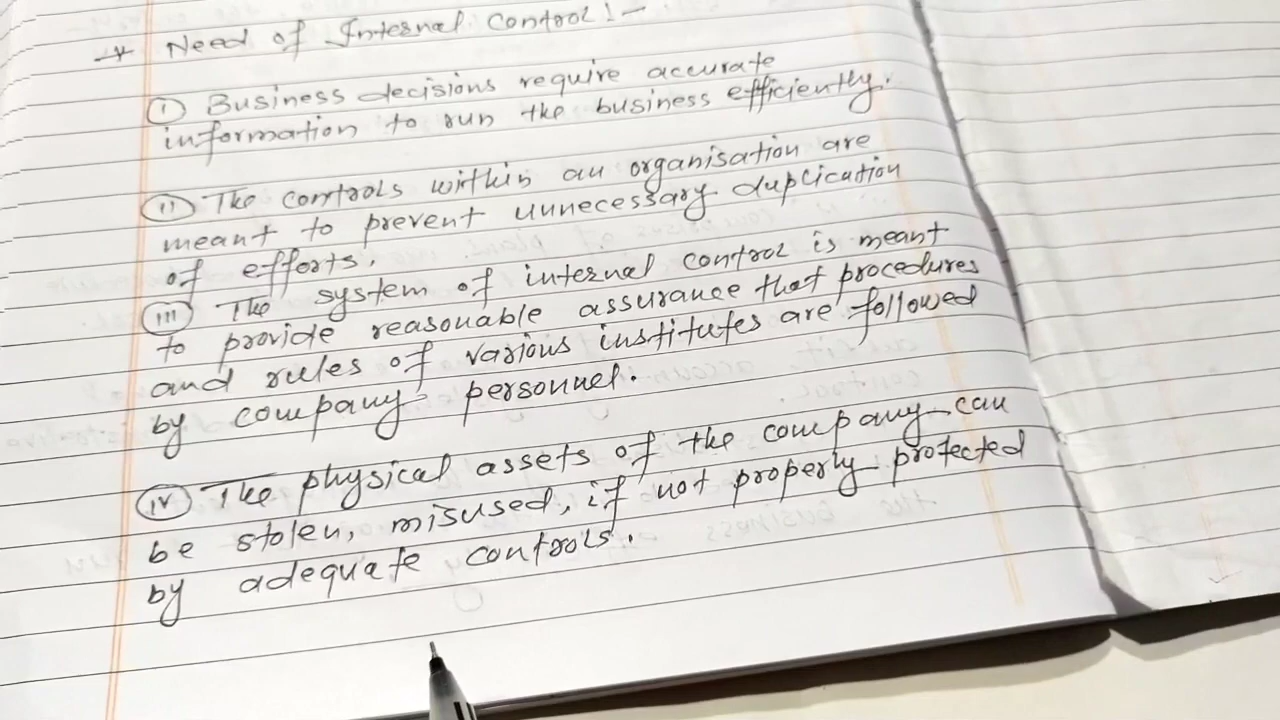 * Need of Internal Control :-
(i) Business decisions require accurate
information to run the business efficiently.
(ii) The controls within an organisation are
meant to prevent unnecessary duplication
of efforts.
(iii) The system of internal control is meant
to provide reasonable assurance that procedures
and rules of various institutes are followed
by company personnel.
(iv) The physical assets of the company can
be stolen, misused, if not properly protected
by adequate controls.